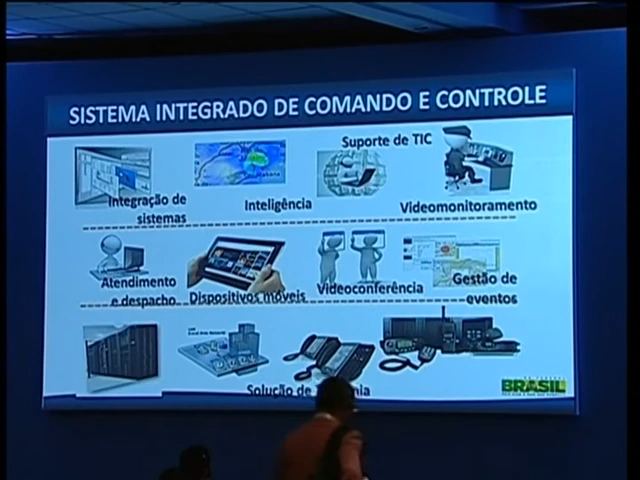 SISTEMA INTEGRADO DE COMANDO E CONTROLE
Suporte de TIC
Integração de
sistemas
Inteligência
Videomonitoramento
Atendimento
e despacho
Dispositivos móveis
Videoconferência
Gestão de
eventos
Solução de
BRASIL